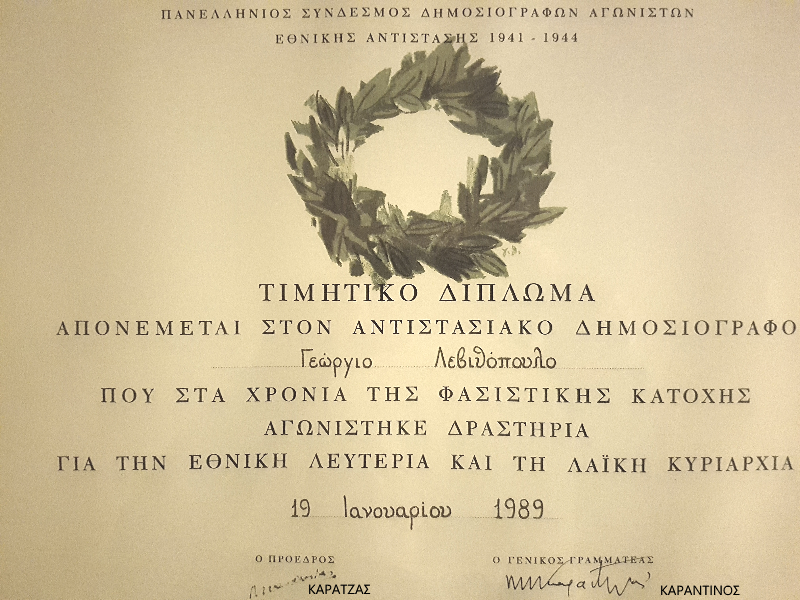 ΠΑΝΕΛΛΗΝΙΟΣ ΣΥΝΔΕΣΜΟΣ ΔΗΜΟΣΙΟΓΡΑΦΩΝ ΑΓΩΝΙΣΤΩΝ
ΕΘΝΙΚΗΣ ΑΝΤΙΣΤΑΣΗΣ 1941 - 1944
ΤΙΜΗΤΙΚΟ ΔΙΠΛΩΜΑ
ΑΠΟΝΕΜΕΤΑΙ ΣΤΟΝ ΑΝΤΙΣΤΑΣΙΑΚΟ ΔΗΜΟΣΙΟΓΡΑΦΟ
Γεώργιο Λεβιθόπουλο
ΠΟΥ ΣΤΑ ΧΡΟΝΙΑ ΤΗΣ ΦΑΣΙΣΤΙΚΗΣ ΚΑΤΟΧΗΣ
ΑΓΩΝΙΣΤΗΚΕ ΔΡΑΣΤΗΡΙΑ
ΓΙΑ ΤΗΝ ΕΘΝΙΚΗ ΛΕΥΤΕΡΙΑ ΚΑΙ ΤΗ ΛΑΪΚΗ ΚΥΡΙΑΡΧΙΑ
19 Ιανουαρίου 1989
Ο ΠΡΟΕΔΡΟΣ Ο ΓΕΝΙΚΟΣ ΓΡΑΜΜΑΤΕΑΣ
ΚΑΡΑΤΖΑΣ ΚΑΡΑΝΤΙΝΟΣ